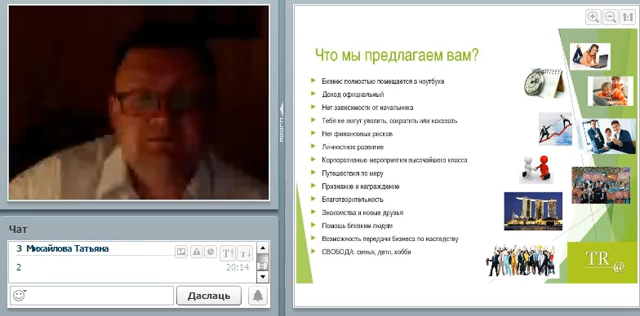 1:1
Что мы предлагаем вам?
Бизнес полностью помещается в ноутбуке
Доход официальный
Нет зависимости от начальника
Тебя не могут уволить, сократить или наказать
Нет финансовых рисков
Личностное развитие
Корпоративные мероприятия высочайшего класса
Путешествия по миру
Признание и награждение
Благотворительность
Знакомства и новые друзья
Помощь близким людям
Возможность передачи бизнеса по наследству
СВОБОДА: семья, дети, хобби
TR@
Чат
3 Михайлова Татьяна
2 20:14
Даслаць